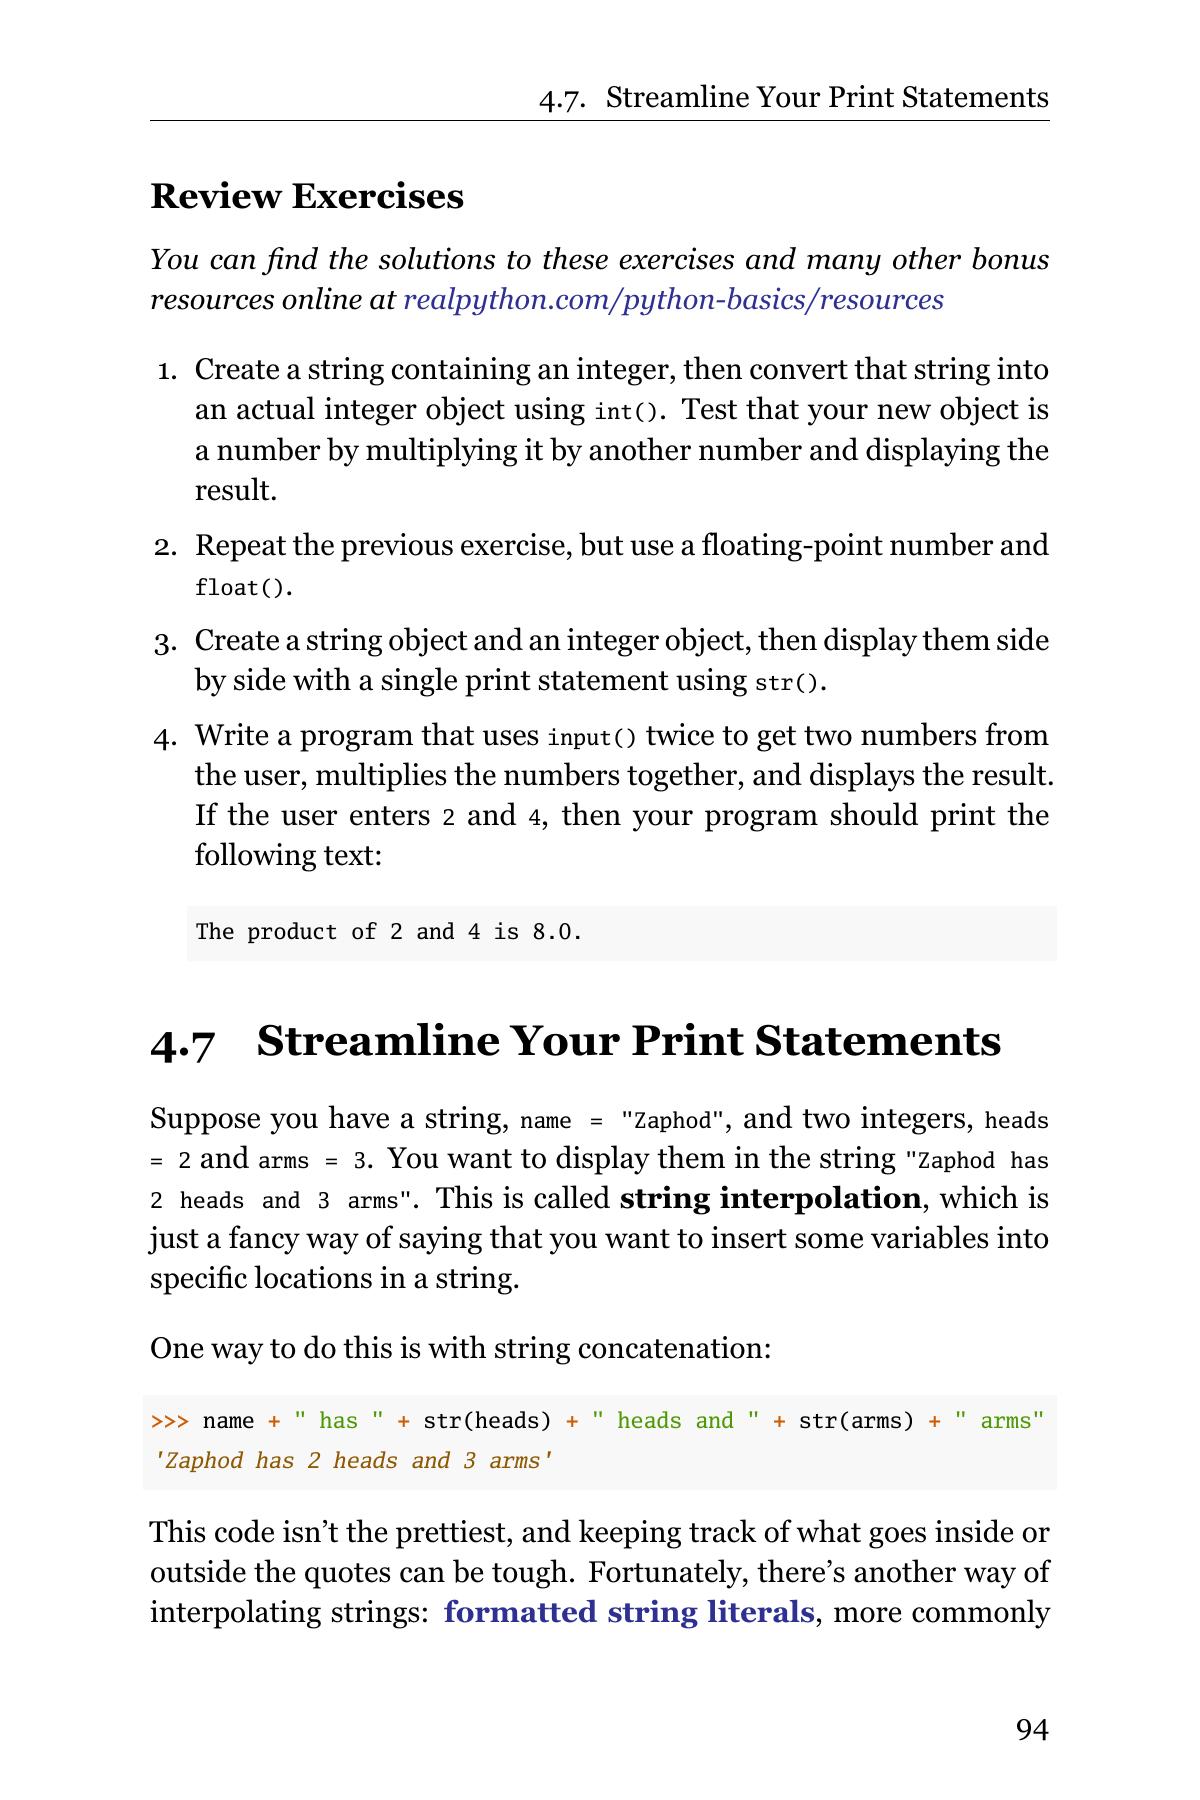 4.7. Streamline Your Print Statements
Review Exercises
You can find the solutions to these exercises and many other bonus
resources online at realpython.com/python-basics/resources
1. Create a string containing an integer, then convert that string into
an actual integer object using int(). Test that your new object is
a number by multiplying it by another number and displaying the
result.
2. Repeat the previous exercise, but use a floating-point number and
float().
3. Create a string object and an integer object, then display them side
by side with a single print statement using str().
4. Write a program that uses input() twice to get two numbers from
the user, multiplies the numbers together, and displays the result.
If the user enters 2 and 4, then your program should print the
following text:
The product of 2 and 4 is 8.0.
4.7 Streamline Your Print Statements
Suppose you have a string, name = "Zaphod", and two integers, heads
= 2 and arms = 3. You want to display them in the string "Zaphod has
2 heads and 3 arms". This is called string interpolation, which is
just a fancy way of saying that you want to insert some variables into
specific locations in a string.
One way to do this is with string concatenation:
>>> name + " has " + str(heads) + " heads and " + str(arms) + " arms"
'Zaphod has 2 heads and 3 arms'
This code isn’t the prettiest, and keeping track of what goes inside or
outside the quotes can be tough. Fortunately, there’s another way of
interpolating strings: formatted string literals, more commonly
94